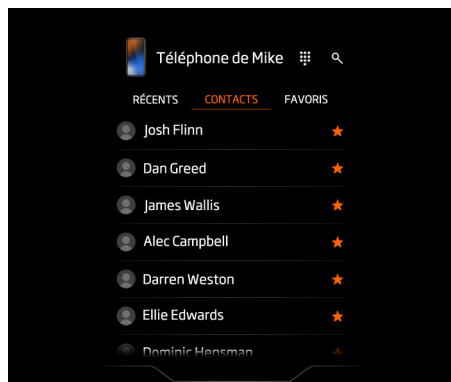 Téléphone de Mike
RÉCENTS CONTACTS FAVORIS
Josh Flinn
Dan Greed
James Wallis
Alec Campbell
Darren Weston
Ellie Edwards
Dominic Hensman